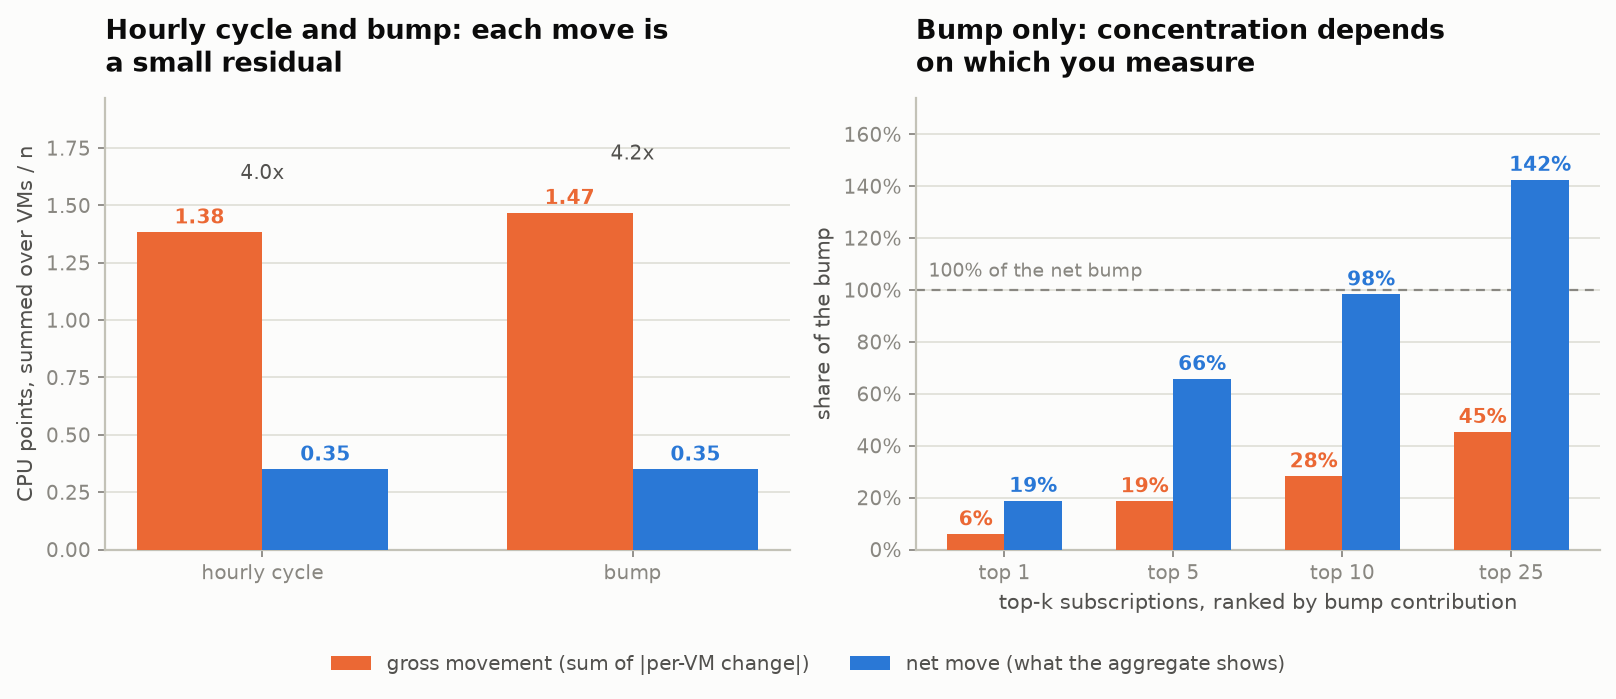 Hourly cycle and bump: each move is
a small residual
CPU points, summed over VMs / n
1.75
1.50
1.25
1.00
0.75
0.50
0.25
0.00
4.0x
4.2x
1.38
1.47
0.35
0.35
hourly cycle
bump
Bump only: concentration depends
on which you measure
share of the bump
160%
140%
120%
100%
80%
60%
40%
20%
0%
100% of the net bump
6%
19%
19%
66%
28%
98%
45%
142%
top 1
top 5
top 10
top 25
top-k subscriptions, ranked by bump contribution
gross movement (sum of |per-VM change|)
net move (what the aggregate shows)